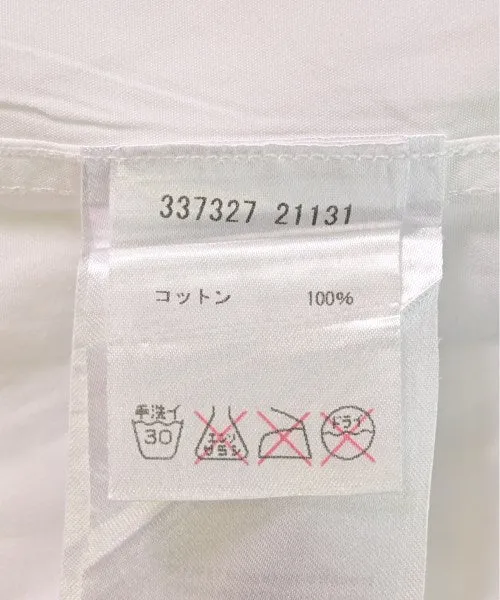 337327 21131
コットン 100%
手洗イ
30
エンソ
サラシ
ドライ